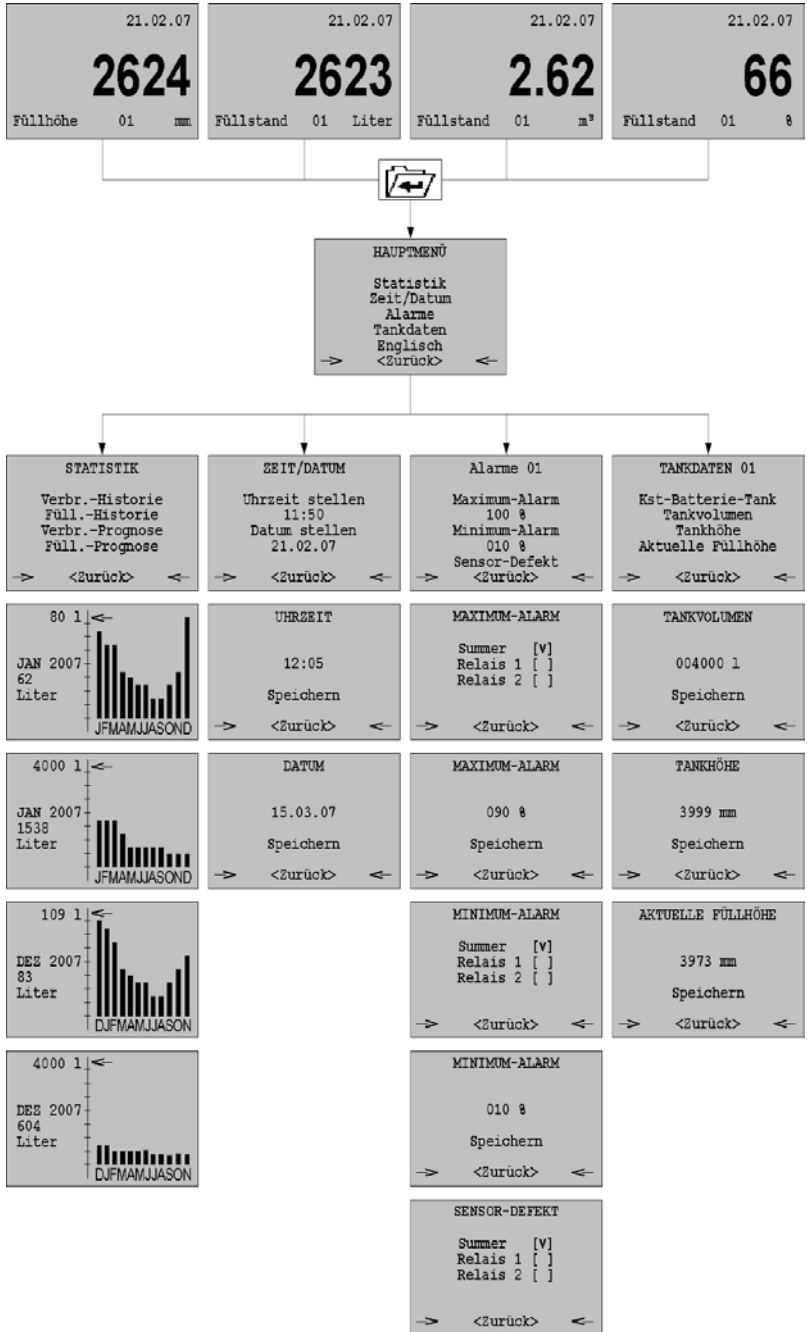 21.02.07
2624
Füllhöhe 01 mm
21.02.07
2623
Füllstand 01 Liter
21.02.07
2.62
Füllstand 01 m³
21.02.07
66
Füllstand 01 %
HAUPTMENÜ
Statistik
Zeit/Datum
Alarme
Tankdaten
Englisch
<Zurück>
STATISTIK
Verbr.-Historie
Füll.-Historie
Verbr.-Prognose
Füll.-Prognose
<Zurück>
ZEIT/DATUM
Uhrzeit stellen
11:50
Datum stellen
21.02.07
<Zurück>
Alarme 01
Maximum-Alarm
100 %
Minimum-Alarm
010 %
Sensor-Defekt
<Zurück>
TANKDATEN 01
Kst-Batterie-Tank
Tankvolumen
Tankhöhe
Aktuelle Füllhöhe
<Zurück>
80 l
JAN 2007
62
Liter
JFMAMJJASOND
UHRZEIT
12:05
Speichern
<Zurück>
MAXIMUM-ALARM
Summer [v]
Relais 1 [ ]
Relais 2 [ ]
<Zurück>
TANKVOLUMEN
004000 l
Speichern
<Zurück>
4000 l
JAN 2007
1538
Liter
JFMAMJJASOND
DATUM
15.03.07
Speichern
<Zurück>
MAXIMUM-ALARM
090 %
Speichern
<Zurück>
TANKHÖHE
3999 mm
Speichern
<Zurück>
109 l
DEZ 2007
83
Liter
DJFMAMJJASON
MINIMUM-ALARM
Summer [v]
Relais 1 [ ]
Relais 2 [ ]
<Zurück>
AKTUELLE FÜLLHÖHE
3973 mm
Speichern
<Zurück>
4000 l
DEZ 2007
604
Liter
DJFMAMJJASON
MINIMUM-ALARM
010 %
Speichern
<Zurück>
SENSOR-DEFEKT
Summer [v]
Relais 1 [ ]
Relais 2 [ ]
<Zurück>